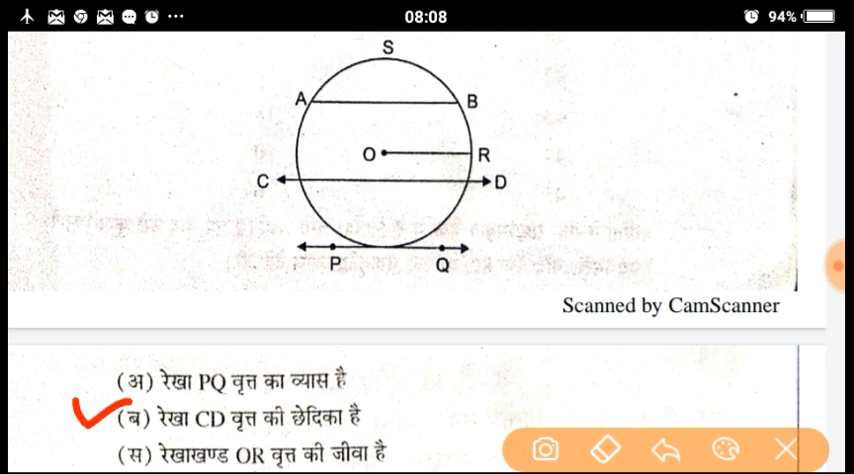 08:08
94%
S
A
B
O
R
C
D
P
Q
Scanned by CamScanner
(अ) रेखा PQ वृत्त का व्यास है
(ब) रेखा CD वृत्त की छेदिका है
(स) रेखाखण्ड OR वृत्त की जीवा है